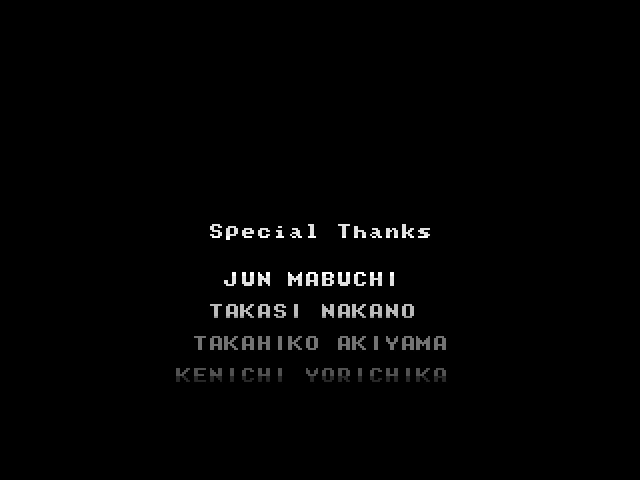 Special Thanks
JUN MABUCHI
TAKASI NAKANO
TAKAHIKO AKIYAMA
KENICHI YORICHIKA